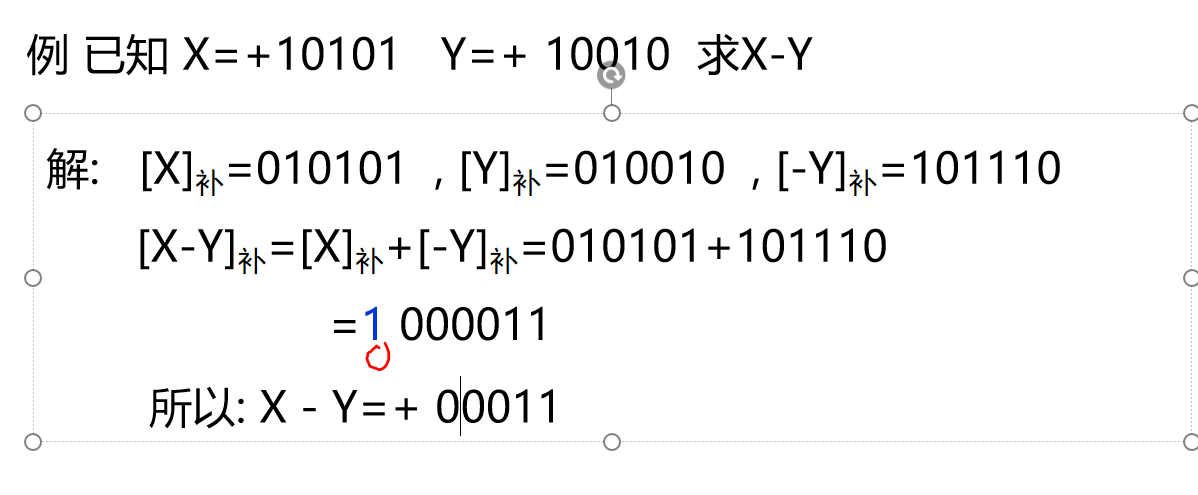 例 已知 X=+10101 Y=+ 10010 求X-Y
解: [X]补=010101 , [Y]补=010010 , [-Y]补=101110
[X-Y]补=[X]补+[-Y]补=010101+101110
=1 000011
所以: X - Y=+ 00011